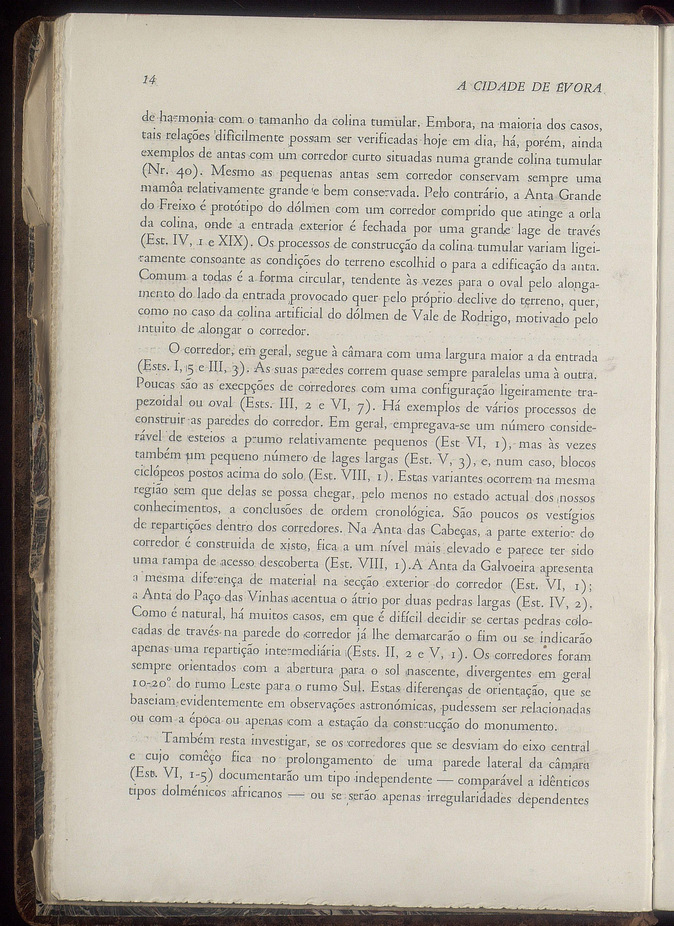 14
A CIDADE DE ÉVORA
de harmonia com o tamanho da colina tumular. Embora, na maioria dos casos,
tais relações dificilmente possam ser verificadas hoje em dia, há, porém, ainda
exemplos de antas com um corredor curto situadas numa grande colina tumular
(Nr. 40). Mesmo as pequenas antas sem corredor conservam sempre uma
mamôa relativamente grande e bem conservada. Pelo contrário, a Anta Grande
do Freixo é protótipo do dólmen com um corredor comprido que atinge a orla
da colina, onde a entrada exterior é fechada por uma grande lage de través
(Est. IV, 1 e XIX). Os processos de construcção da colina tumular variam ligei-
ramente consoante as condições do terreno escolhid o para a edificação da anta.
Comum a todas é a forma circular, tendente às vezes para o oval pelo alonga-
mento do lado da entrada provocado quer pelo próprio declive do terreno, quer,
como no caso da colina artificial do dólmen de Vale de Rodrigo, motivado pelo
intuito de alongar o corredor.
O corredor, em geral, segue à câmara com uma largura maior a da entrada
(Ests. I, 5 e III, 3). As suas paredes correm quase sempre paralelas uma à outra.
Poucas são as execpções de corredores com uma configuração ligeiramente tra-
pezoidal ou oval (Ests. III, 2 e VI, 7). Há exemplos de vários processos de
construir as paredes do corredor. Em geral, empregava-se um número conside-
rável de esteios a prumo relativamente pequenos (Est VI, 1), mas às vezes
também um pequeno número de lages largas (Est. V, 3), e, num caso, blocos
ciclópeos postos acima do solo (Est. VIII, 1). Estas variantes ocorrem na mesma
região sem que delas se possa chegar, pelo menos no estado actual dos nossos
conhecimentos, a conclusões de ordem cronológica. São poucos os vestígios
de repartições dentro dos corredores. Na Anta das Cabeças, a parte exterior do
corredor é construida de xisto, fica a um nível mais elevado e parece ter sido
uma rampa de acesso descoberta (Est. VIII, 1).A Anta da Galvoeira apresenta
a mesma diferença de material na secção exterior do corredor (Est. VI, 1);
a Anta do Paço das Vinhas acentua o átrio por duas pedras largas (Est. IV, 2).
Como é natural, há muitos casos, em que é difícil decidir se certas pedras colo-
cadas de través na parede do corredor já lhe demarcarão o fim ou se indicarão
apenas uma repartição intermediária (Ests. II, 2 e V, 1). Os corredores foram
sempre orientados com a abertura para o sol nascente, divergentes em geral
10-20° do rumo Leste para o rumo Sul. Estas diferenças de orientação, que se
baseiam evidentemente em observações astronómicas, pudessem ser relacionadas
ou com a época ou apenas com a estação da construcção do monumento.
Também resta investigar, se os corredores que se desviam do eixo central
e cujo comêço fica no prolongamento de uma parede lateral da câmara
(Est. VI, 1-5) documentarão um tipo independente — comparável a idênticos
tipos dolménicos africanos — ou se serão apenas irregularidades dependentes